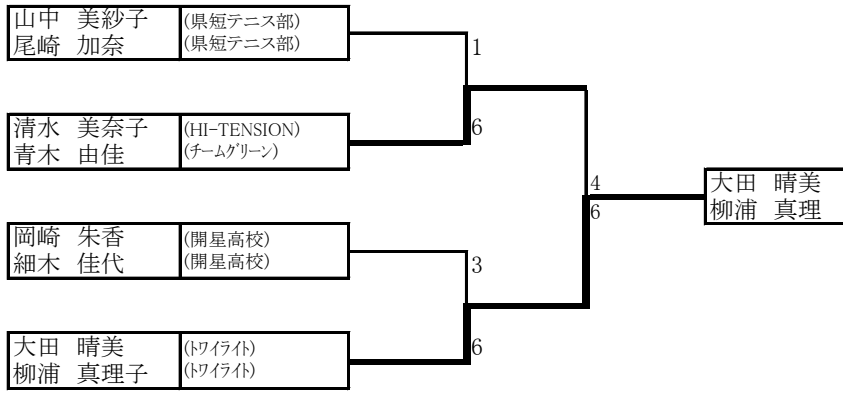 山中 美紗子 (県短テニス部)
尾崎 加奈 (県短テニス部)
1
清水 美奈子 (HI-TENSION)
青木 由佳 (チームグリーン)
6
4
大田 晴美
6
柳浦 真理
岡崎 朱香 (開星高校)
細木 佳代 (開星高校)
3
大田 晴美 (トワイライト)
柳浦 真理子 (トワイライト)
6